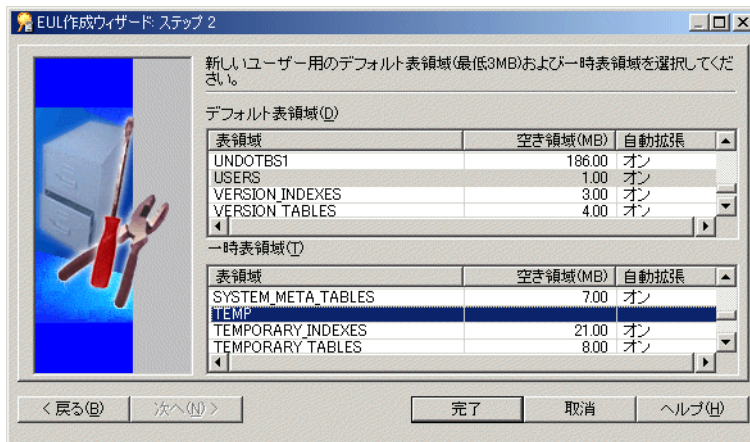 EUL作成ウィザード: ステップ 2
新しいユーザー用のデフォルト表領域(最低3MB)および一時表領域を選択してくだ
さい。
デフォルト表領域(D)
表領域 空き領域(MB) 自動拡張
UNDOTBS1 186.00 オン
USERS 1.00 オン
VERSION_INDEXES 3.00 オン
VERSION_TABLES 4.00 オン
一時表領域(T)
表領域 空き領域(MB) 自動拡張
SYSTEM_META_TABLES 7.00 オン
TEMP
TEMPORARY_INDEXES 21.00 オン
TEMPORARY_TABLES 8.00 オン
< 戻る(B) 次へ(N) > 完了 取消 ヘルプ(H)